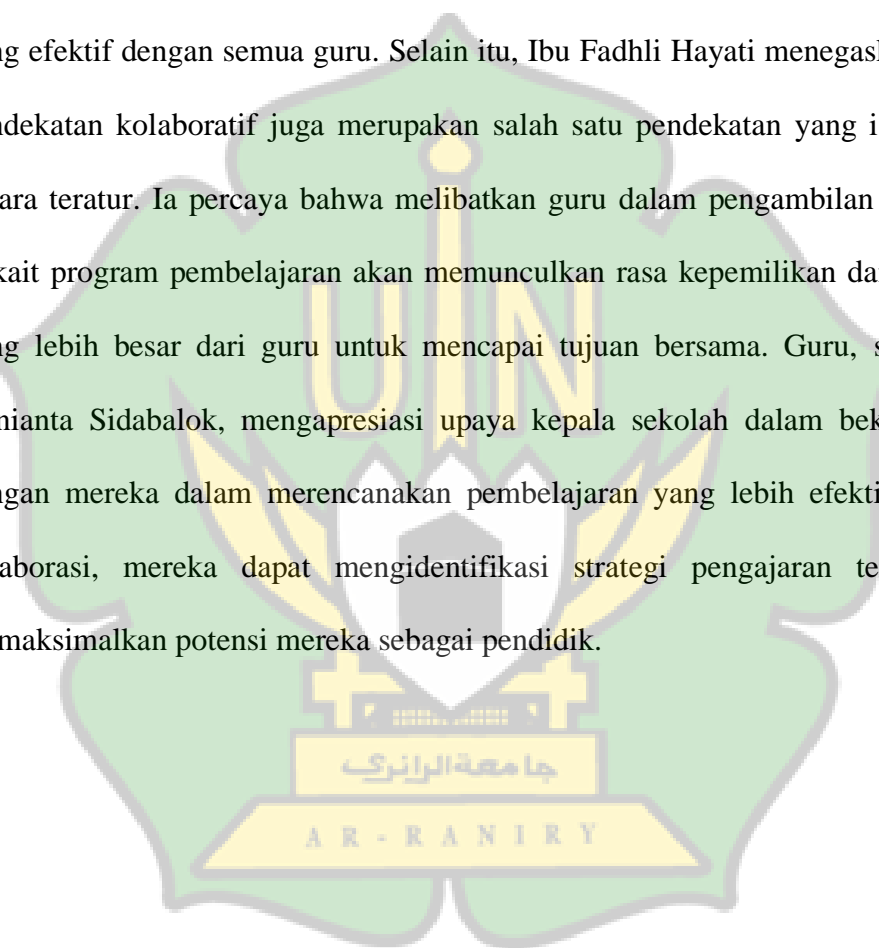 ng efektif dengan semua guru. Selain itu, Ibu Fadhli Hayati menegas
ndekatan kolaboratif juga merupakan salah satu pendekatan yang i
ara teratur. Ia percaya bahwa melibatkan guru dalam pengambilan
kait program pembelajaran akan memunculkan rasa kepemilikan da
ng lebih besar dari guru untuk mencapai tujuan bersama. Guru, s
nianta Sidabalok, mengapresiasi upaya kepala sekolah dalam bek
ngan mereka dalam merencanakan pembelajaran yang lebih efekti
aborasi, mereka dapat mengidentifikasi strategi pengajaran te
maksimalkan potensi mereka sebagai pendidik.
UIN
جامعة الرانري
AR-RANIRY